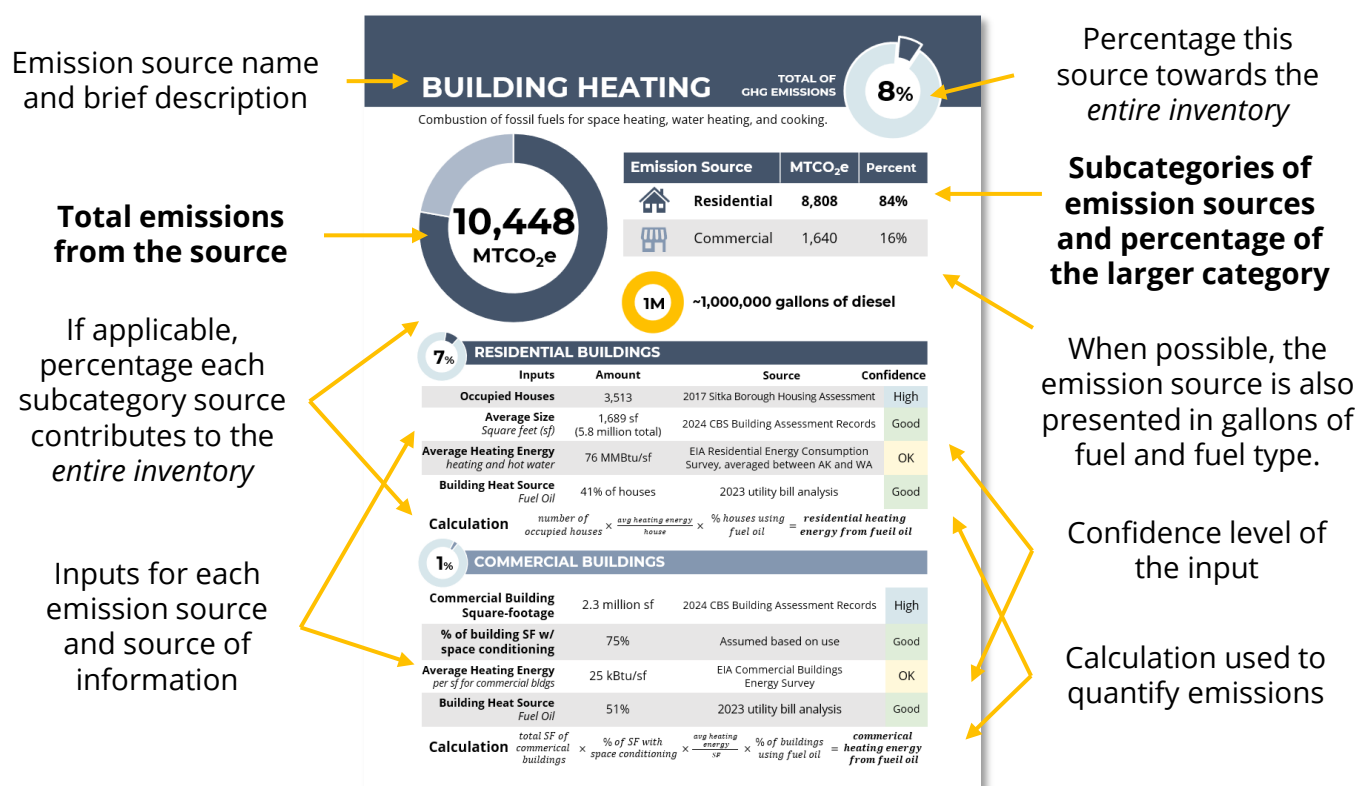 Emission source name
and brief description
Total emissions
from the source
If applicable,
percentage each
subcategory source
contributes to the
entire inventory
Inputs for each
emission source
and source of
information
BUILDING HEATING
TOTAL OF
GHG EMISSIONS
8%
Combustion of fossil fuels for space heating, water heating, and cooking.
10,448
MTCO₂e
Emission Source MTCO₂e Percent
Residential 8,808 84%
Commercial 1,640 16%
1M ~1,000,000 gallons of diesel
7% RESIDENTIAL BUILDINGS
Inputs Amount Source Confidence
Occupied Houses 3,513 2017 Sitka Borough Housing Assessment High
Average Size
Square feet (sf)
1,689 sf
(5.8 million total)
2024 CBS Building Assessment Records Good
Average Heating Energy
heating and hot water
76 MMBtu/sf
EIA Residential Energy Consumption
Survey, averaged between AK and WA
OK
Building Heat Source
Fuel Oil
41% of houses 2023 utility bill analysis Good
Calculation
number of
occupied houses
×
avg heating energy
house
×
% houses using
fuel oil
=
residential heating
energy from fueil oil
1% COMMERCIAL BUILDINGS
Commercial Building
Square-footage
2.3 million sf 2024 CBS Building Assessment Records High
% of building SF w/
space conditioning
75% Assumed based on use Good
Average Heating Energy
per sf for commercial bldgs
25 kBtu/sf
EIA Commercial Buildings
Energy Survey
OK
Building Heat Source
Fuel Oil
51% 2023 utility bill analysis Good
Calculation
total SF of
commerical
buildings
×
% of SF with
space conditioning
×
avg heating
energy
SF
×
% of buildings
using fuel oil
=
commerical
heating energy
from fueil oil
Percentage this
source towards the
entire inventory
Subcategories of
emission sources
and percentage of
the larger category
When possible, the
emission source is also
presented in gallons of
fuel and fuel type.
Confidence level of
the input
Calculation used to
quantify emissions